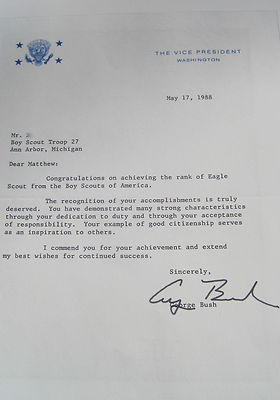 THE VICE PRESIDENT
WASHINGTON
May 17, 1988
Mr.
Boy Scout Troop 27
Ann Arbor, Michigan
Dear Matthew:
Congratulations on achieving the rank of Eagle
Scout from the Boy Scouts of America.
The recognition of your accomplishments is truly
deserved. You have demonstrated many strong characteristics
through your dedication to duty and through your acceptance
of responsibility. Your example of good citizenship serves
as an inspiration to others.
I commend you for your achievement and extend
my best wishes for continued success.
Sincerely,
George Bush